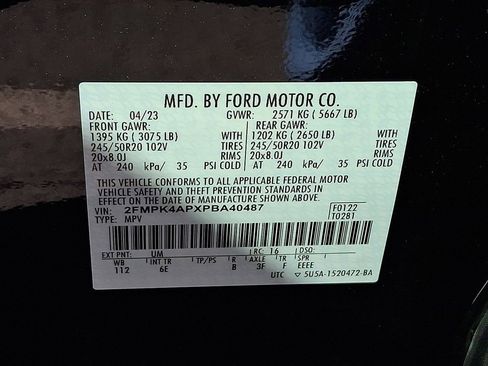 MFD. BY FORD MOTOR CO.
DATE: 04/23 GVWR: 2571 KG (5667 LB)
FRONT GAWR: REAR GAWR:
1395 KG (3075 LB) WITH 1202 KG (2650 LB) WITH
245/50R20 102V TIRES 245/50R20 102V TIRES
20x8.0J RIMS 20x8.0J RIMS
AT 240 kPa/ 35 PSI COLD AT 240 kPa/ 35 PSI COLD
THIS VEHICLE CONFORMS TO ALL APPLICABLE FEDERAL MOTOR
VEHICLE SAFETY AND THEFT PREVENTION STANDARDS IN
EFFECT ON THE DATE OF MANUFACTURE SHOWN ABOVE.
VIN: 2FMPK4APXPBA40487 F0122
TYPE: MPV T0281
EXT PNT: UM RC: 16 DSO:
WB INT TR TP/PS R AXLE TR SPR
112 6E B 3F F EEEE
UTC ▽ 5U5A-1520472-BA